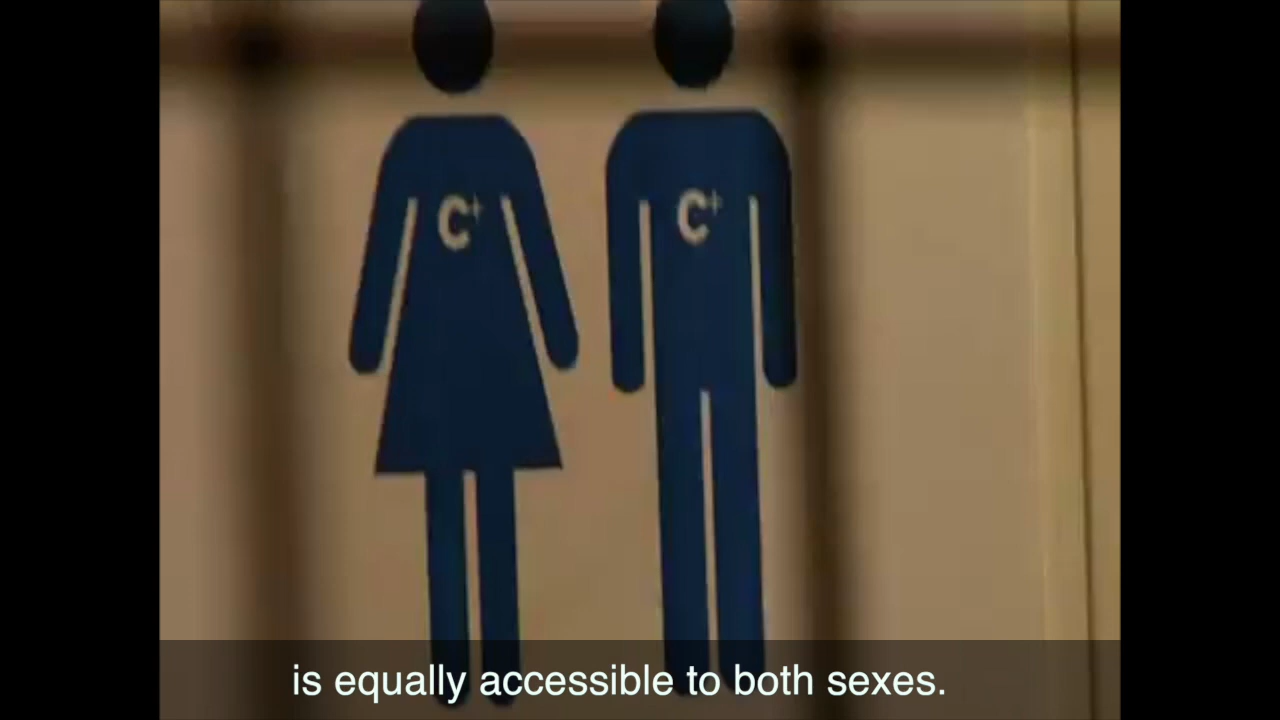 C+ C+
is equally accessible to both sexes.